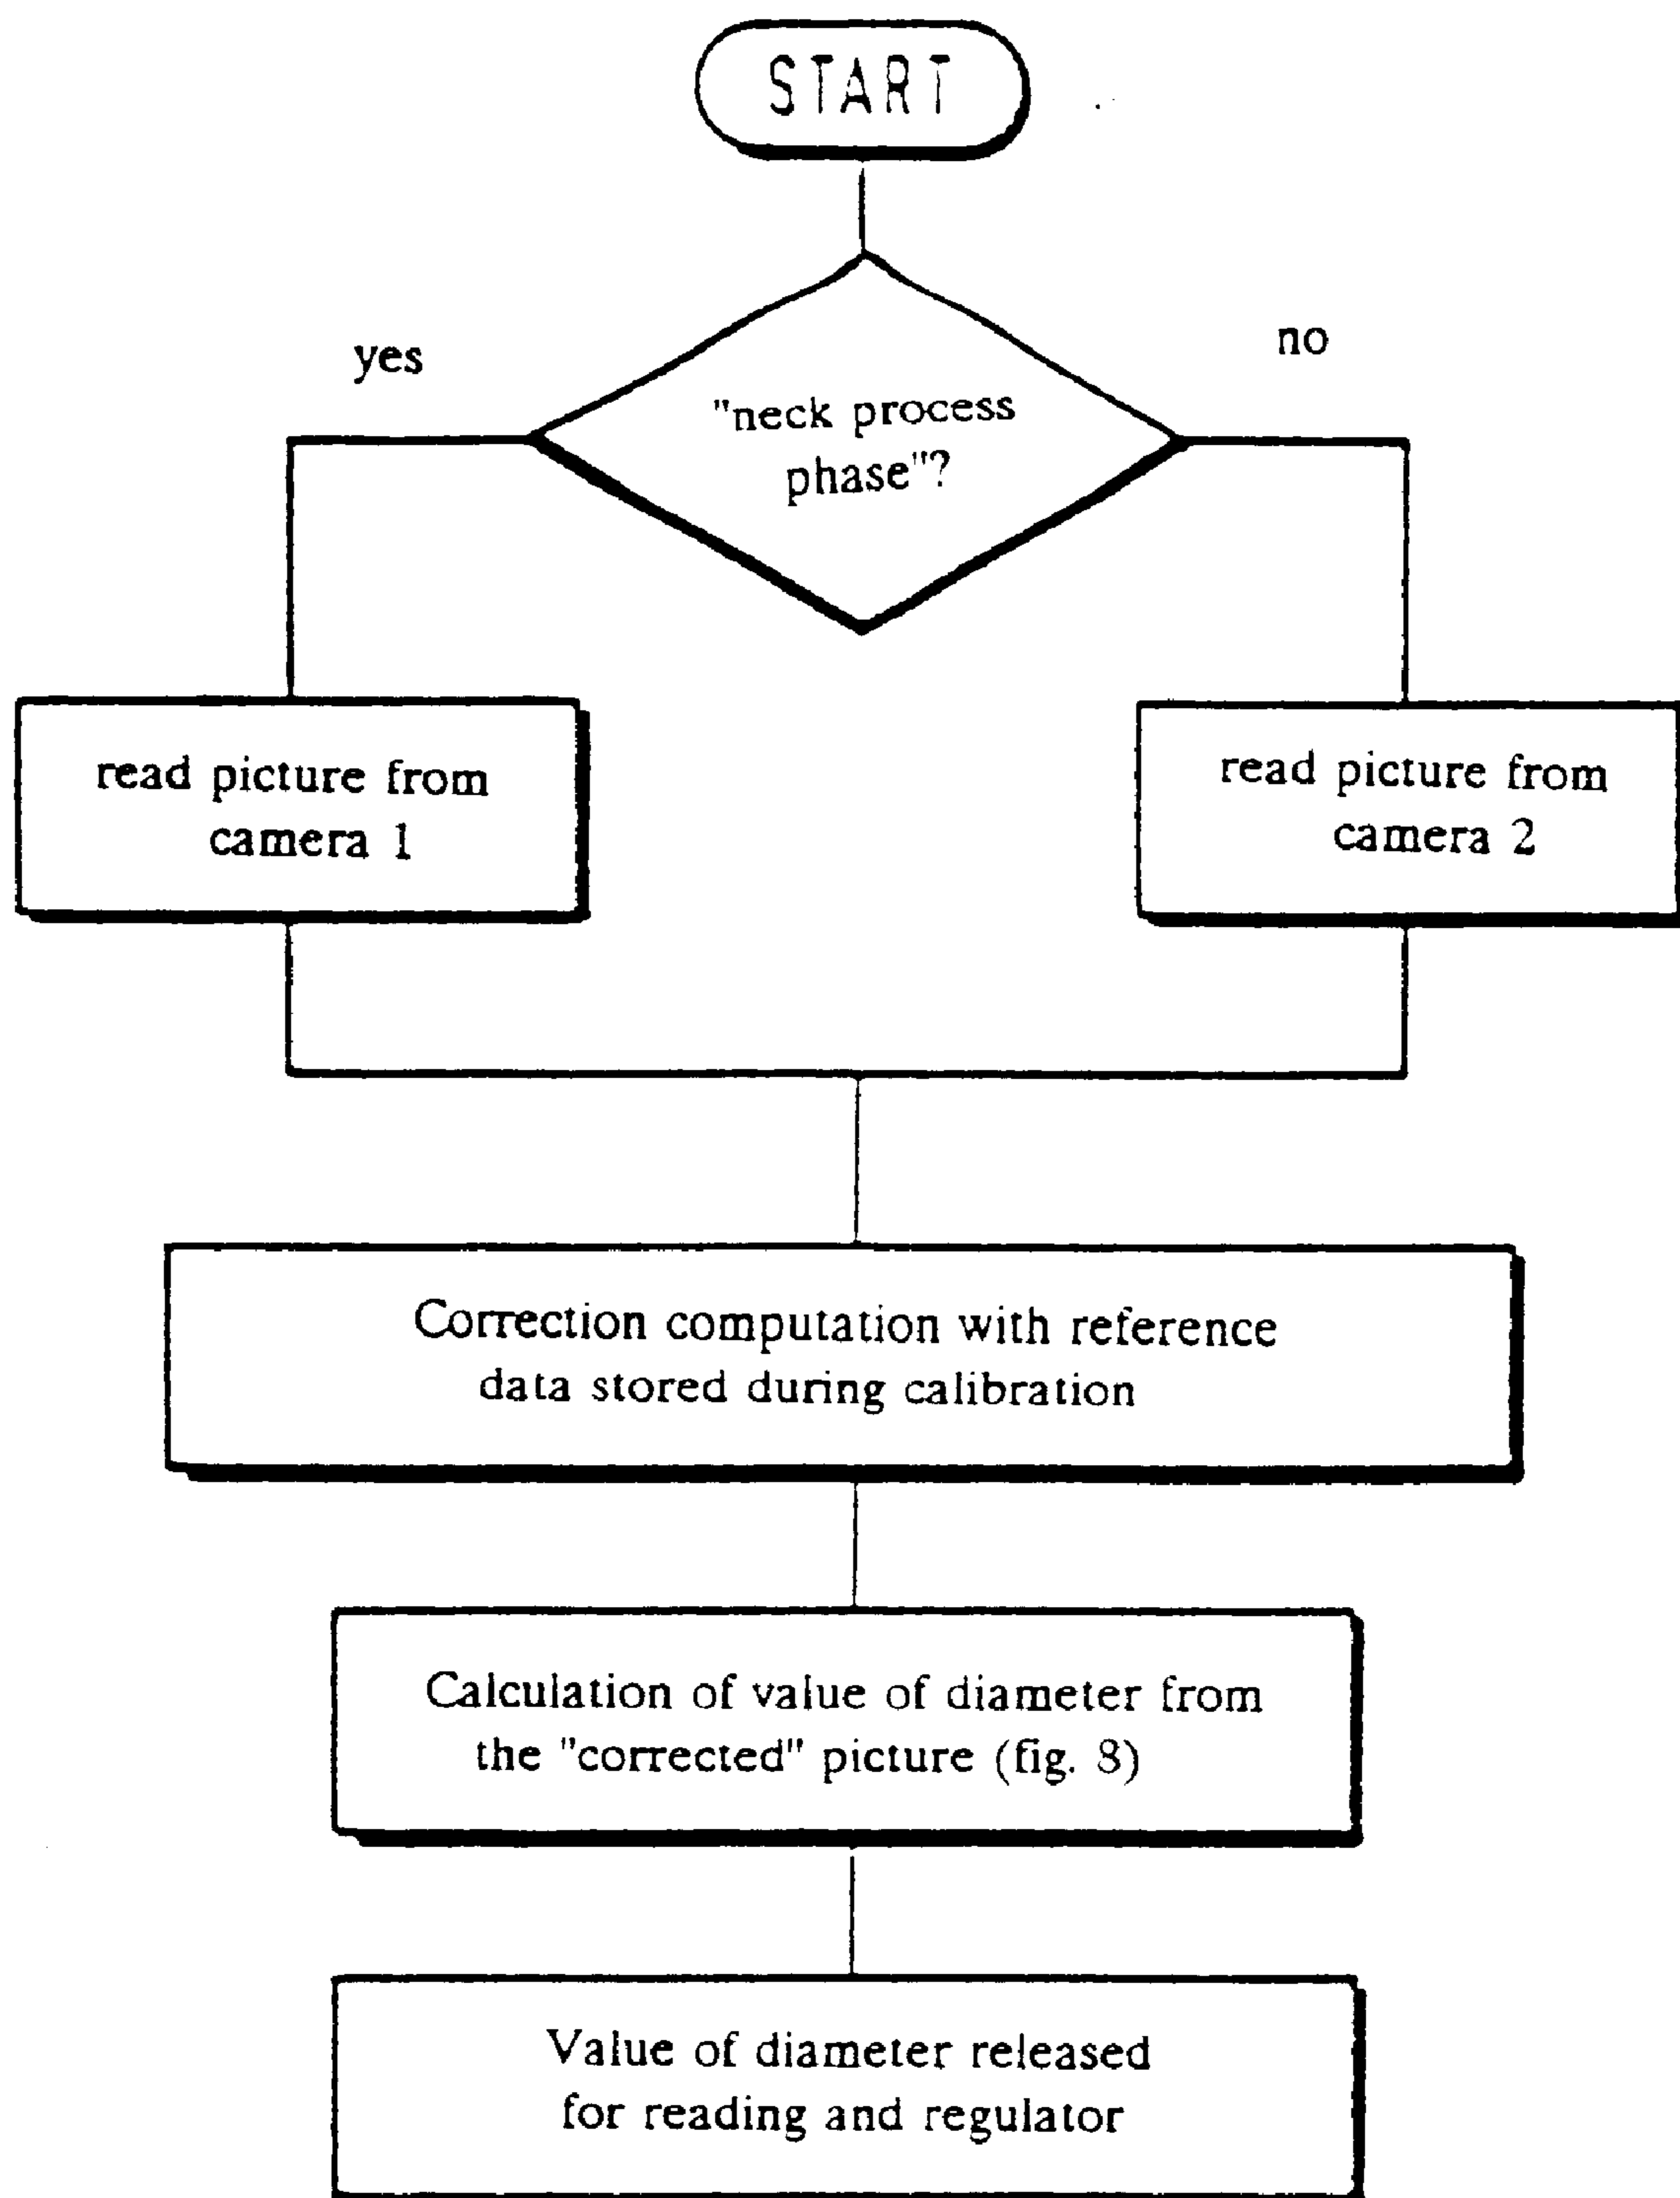 START
yes
no
"neck process
phase"?
read picture from
camera 1
read picture from
camera 2
Correction computation with reference
data stored during calibration
Calculation of value of diameter from
the "corrected" picture (fig. 8)
Value of diameter released
for reading and regulator